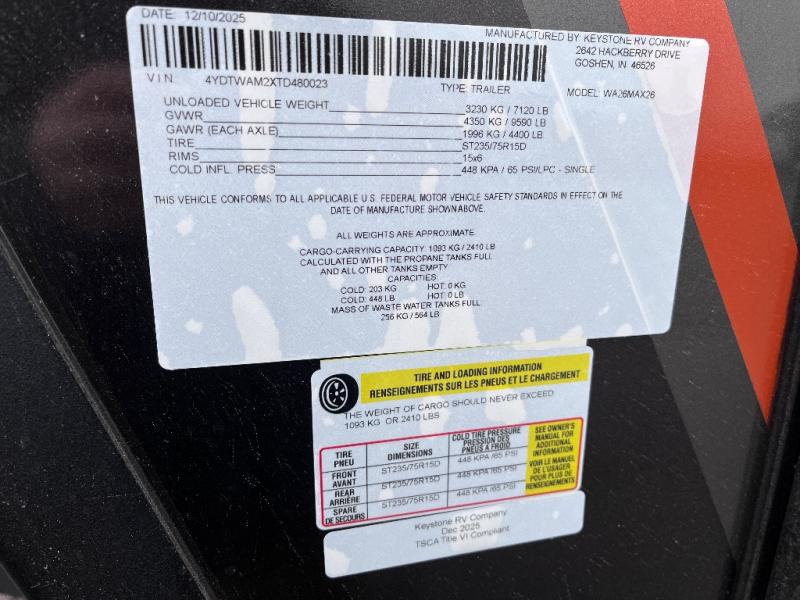 DATE: 12/10/2025
MANUFACTURED BY: KEYSTONE RV COMPANY
2642 HACKBERRY DRIVE
GOSHEN, IN 46526
V.I.N. 4YDTWAM2XTD480023
TYPE: TRAILER
MODEL: WA26MAX26
UNLOADED VEHICLE WEIGHT 3230 KG / 7120 LB
GVWR 4350 KG / 9590 LB
GAWR (EACH AXLE) 1996 KG / 4400 LB
TIRE ST235/75R15D
RIMS 15x6
COLD INFL. PRESS 448 KPA / 65 PSI/LPC - SINGLE
THIS VEHICLE CONFORMS TO ALL APPLICABLE U.S. FEDERAL MOTOR VEHICLE SAFETY STANDARDS IN EFFECT ON THE
DATE OF MANUFACTURE SHOWN ABOVE.
ALL WEIGHTS ARE APPROXIMATE
CARGO-CARRYING CAPACITY: 1093 KG / 2410 LB
CALCULATED WITH THE PROPANE TANKS FULL
AND ALL OTHER TANKS EMPTY
CAPACITIES:
COLD: 203 KG HOT: 0 KG
COLD: 448 LB HOT: 0 LB
MASS OF WASTE WATER TANKS FULL:
256 KG / 564 LB
TIRE AND LOADING INFORMATION
RENSEIGNEMENTS SUR LES PNEUS ET LE CHARGEMENT
THE WEIGHT OF CARGO SHOULD NEVER EXCEED
1093 KG OR 2410 LBS
TIRE
PNEU
SIZE
DIMENSIONS
COLD TIRE PRESSURE
PRESSION DES
PNEUS A FROID
FRONT
AVANT
ST235/75R15D
448 KPA /65 PSI
REAR
ARRIÈRE
ST235/75R15D
448 KPA /65 PSI
SPARE
DE SECOURS
ST235/75R15D
448 KPA /65 PSI
SEE OWNER'S
MANUAL FOR
ADDITIONAL
INFORMATION
VOIR LE MANUEL
DE L'USAGER
POUR PLUS DE
RENSEIGNEMENTS
Keystone RV Company
Dec 2025
TSCA Title VI Compliant